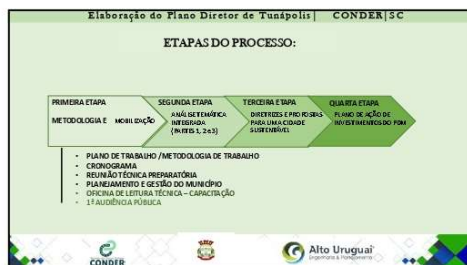 Elaboração do Plano Diretor de Tunápolis| CONDER|SC
ETAPAS DO PROCESSO:
PRIMEIRA ETAPA
METODOLOGIA E MOBILIZAÇÃO
SEGUNDA ETAPA
ANÁLISE TEMÁTICA
INTEGRADA
(PARTES 1, 2 e 3)
TERCEIRA ETAPA
DIRETRIZES E PROPOSTAS
PARA UMA CIDADE
SUSTENTÁVEL
QUARTA ETAPA
PLANO DE AÇÃO DE
INVESTIMENTOS DO PDM
• PLANO DE TRABALHO /METODOLOGIA DE TRABALHO
• CRONOGRAMA
• REUNIÃO TÉCNICA PREPARATÓRIA
• PLANEJAMENTO E GESTÃO DO MUNICÍPIO
• OFICINA DE LEITURA TÉCNICA – CAPACITAÇÃO
• 1ª AUDIÊNCIA PÚBLICA
CONDER
Alto Uruguai
Engenharia & Planejamento